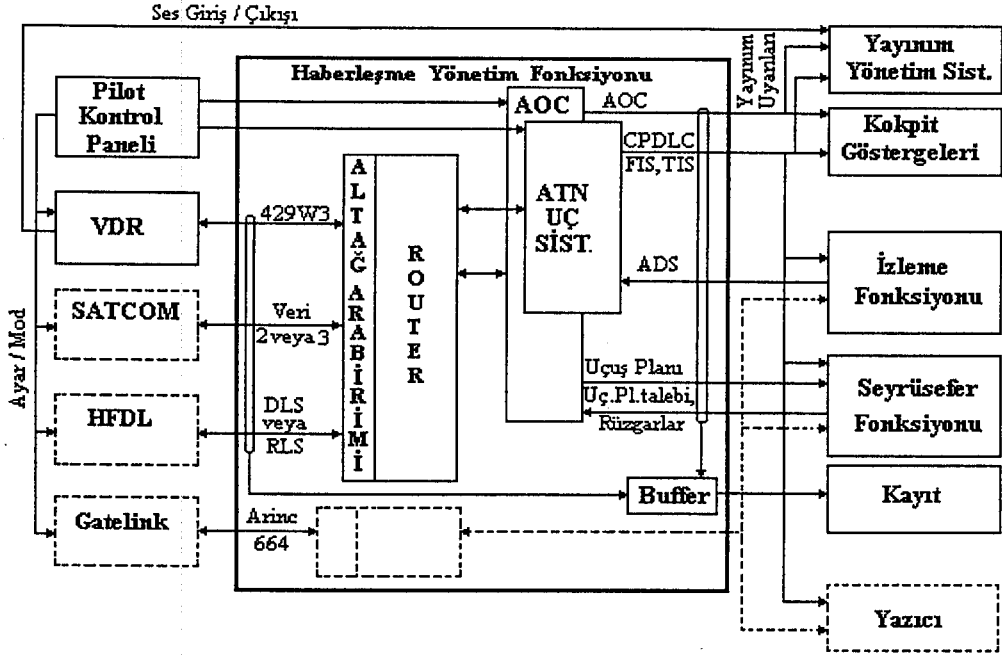 Ses Giriş / Çıkışı
Haberleşme Yönetim Fonksiyonu
Pilot
Kontrol
Paneli
VDR
SATCOM
HFDL
Gatelink
Ayar / Mod
429W3
Veri
2 veya 3
DLS
veya
RLS
Arinc
664
ALTAĞ ARABİRİMİ
ROUTER
AOC
ATN
UÇ
SİST.
AOC
CPDLC
FIS,TIS
ADS
Uçuş Planı
Uç.Pl.talebi,
Rüzgarlar
Buffer
Yayınım
Uyarıları
Yayınım
Yönetim Sist.
Kokpit
Göstergeleri
İzleme
Fonksiyonu
Seyrüsefer
Fonksiyonu
Kayıt
Yazıcı